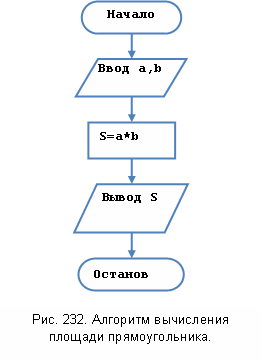 Начало
Ввод a,b
S=a*b
Вывод S
Останов
Рис. 232. Алгоритм вычисления
площади прямоугольника.